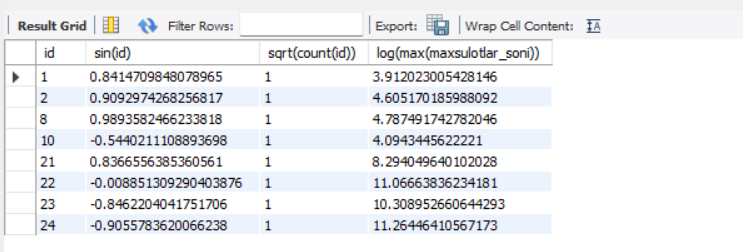 Result Grid Filter Rows: Export: Wrap Cell Content: IA
id sin(id) sqrt(count(id)) log(max(maxsulotlar_soni))
1 0.8414709848078965 1 3.912023005428146
2 0.9092974268256817 1 4.605170185988092
8 0.9893582466233818 1 4.787491742782046
10 -0.5440211108893698 1 4.0943445622221
21 0.8366556385360561 1 8.294049640102028
22 -0.008851309290403876 1 11.06663836234181
23 -0.8462204041751706 1 10.308952660644293
24 -0.9055783620066238 1 11.26446410567173